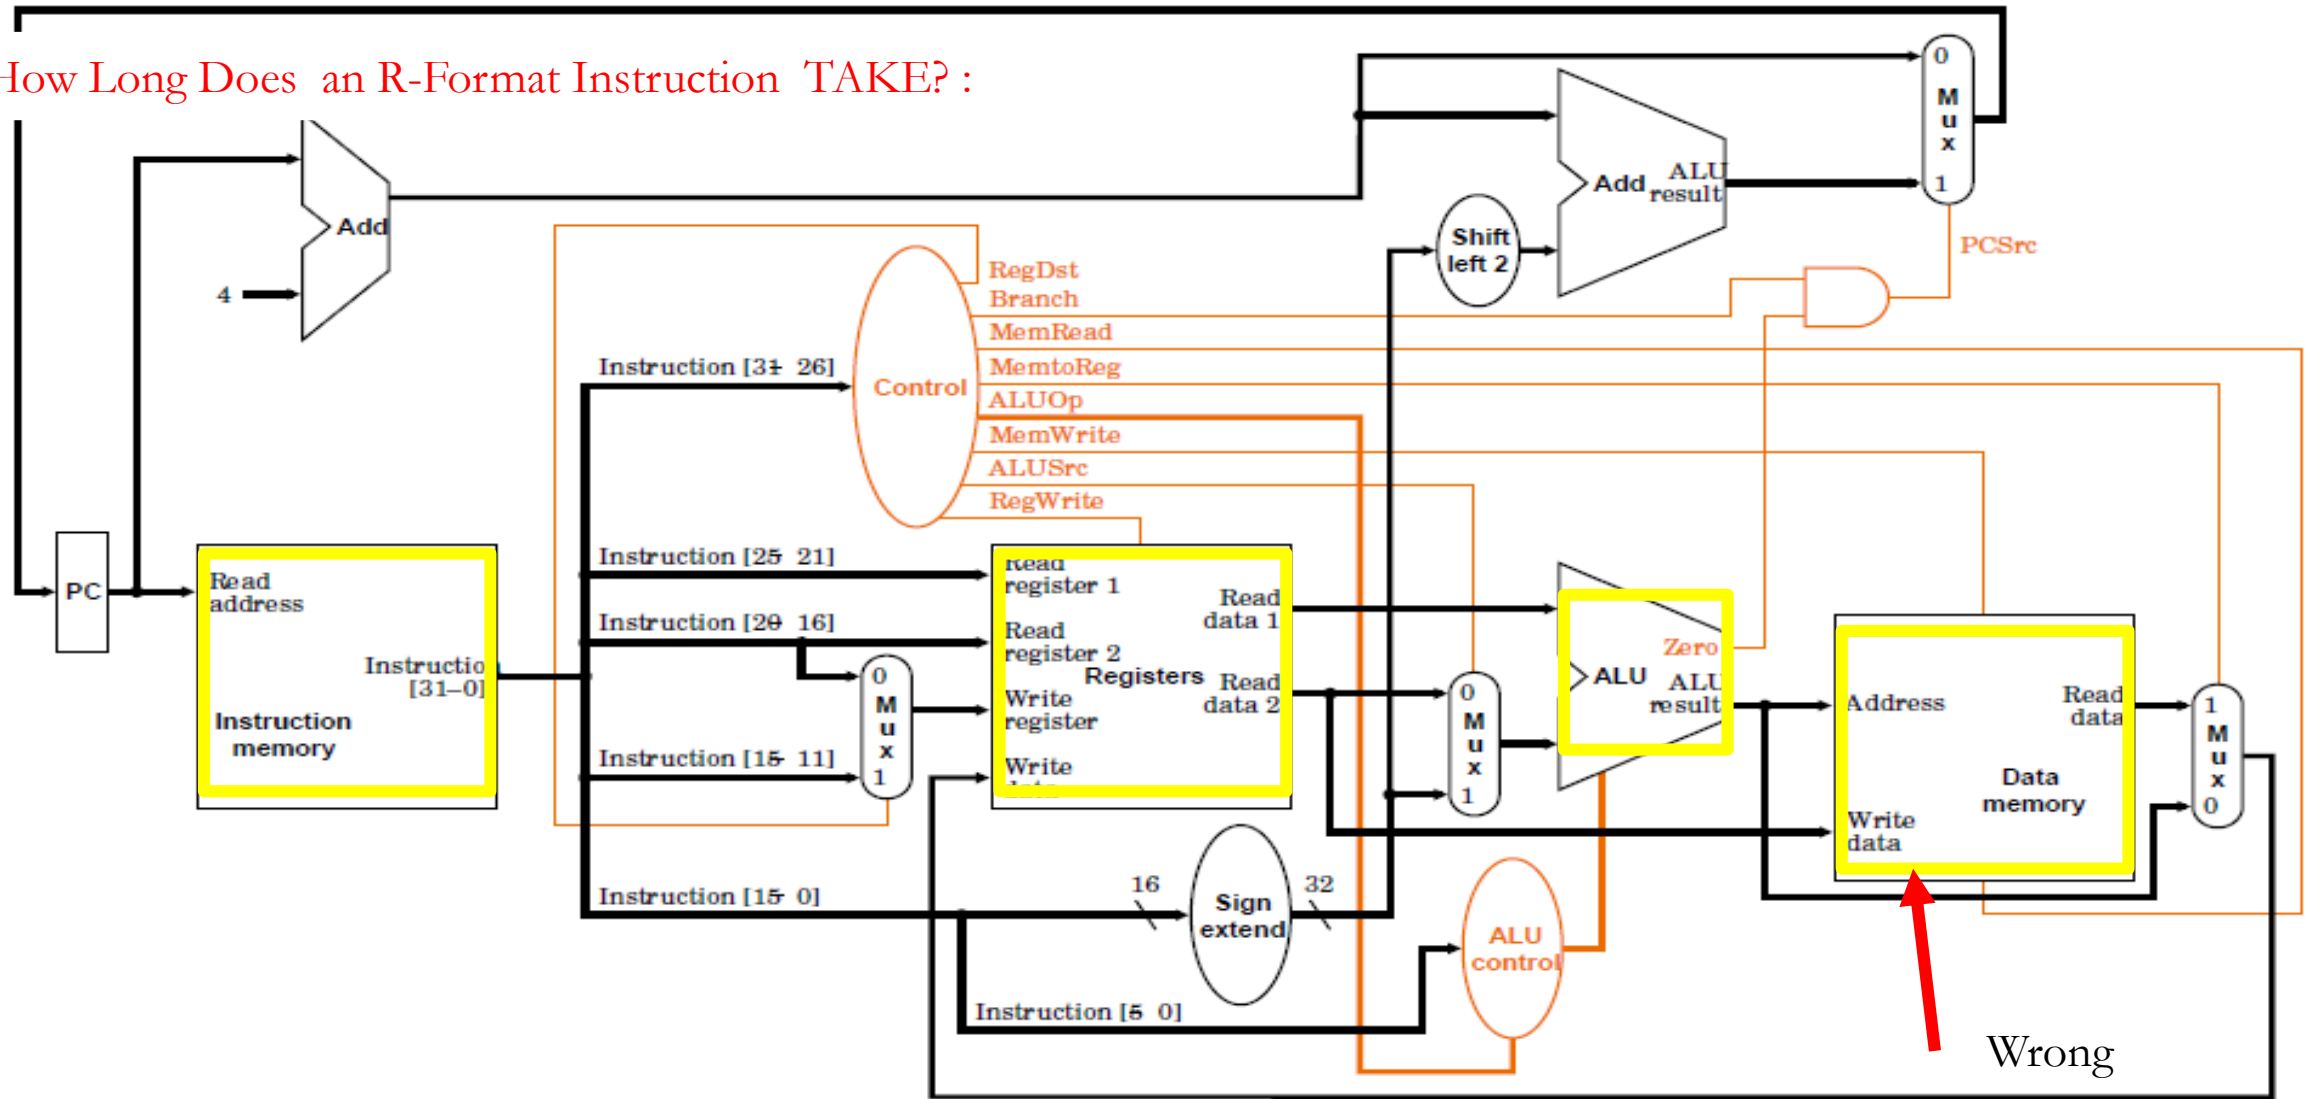 How Long Does an R-Format Instruction TAKE? :
0
M
u
x
1
Add
ALU
result
Add
4
Shift
left 2
PCSrc
RegDst
Branch
MemRead
MemtoReg
ALUOp
MemWrite
ALUSrc
RegWrite
Control
Instruction [31 26]
Instruction [25 21]
Instruction [20 16]
Instruction [15 11]
Instruction [15 0]
Instruction [5 0]
PC
Read
address
Instructio
[31–0]
Instruction
memory
0
M
u
x
1
Read
register 1
Read
register 2
Write
register
Write
Registers
Read
data 1
Read
data 2
0
M
u
x
1
Zero
ALU
ALU
result
Address
Write
data
Read
data
Data
memory
1
M
u
x
0
16
Sign
extend
32
ALU
control
Wrong